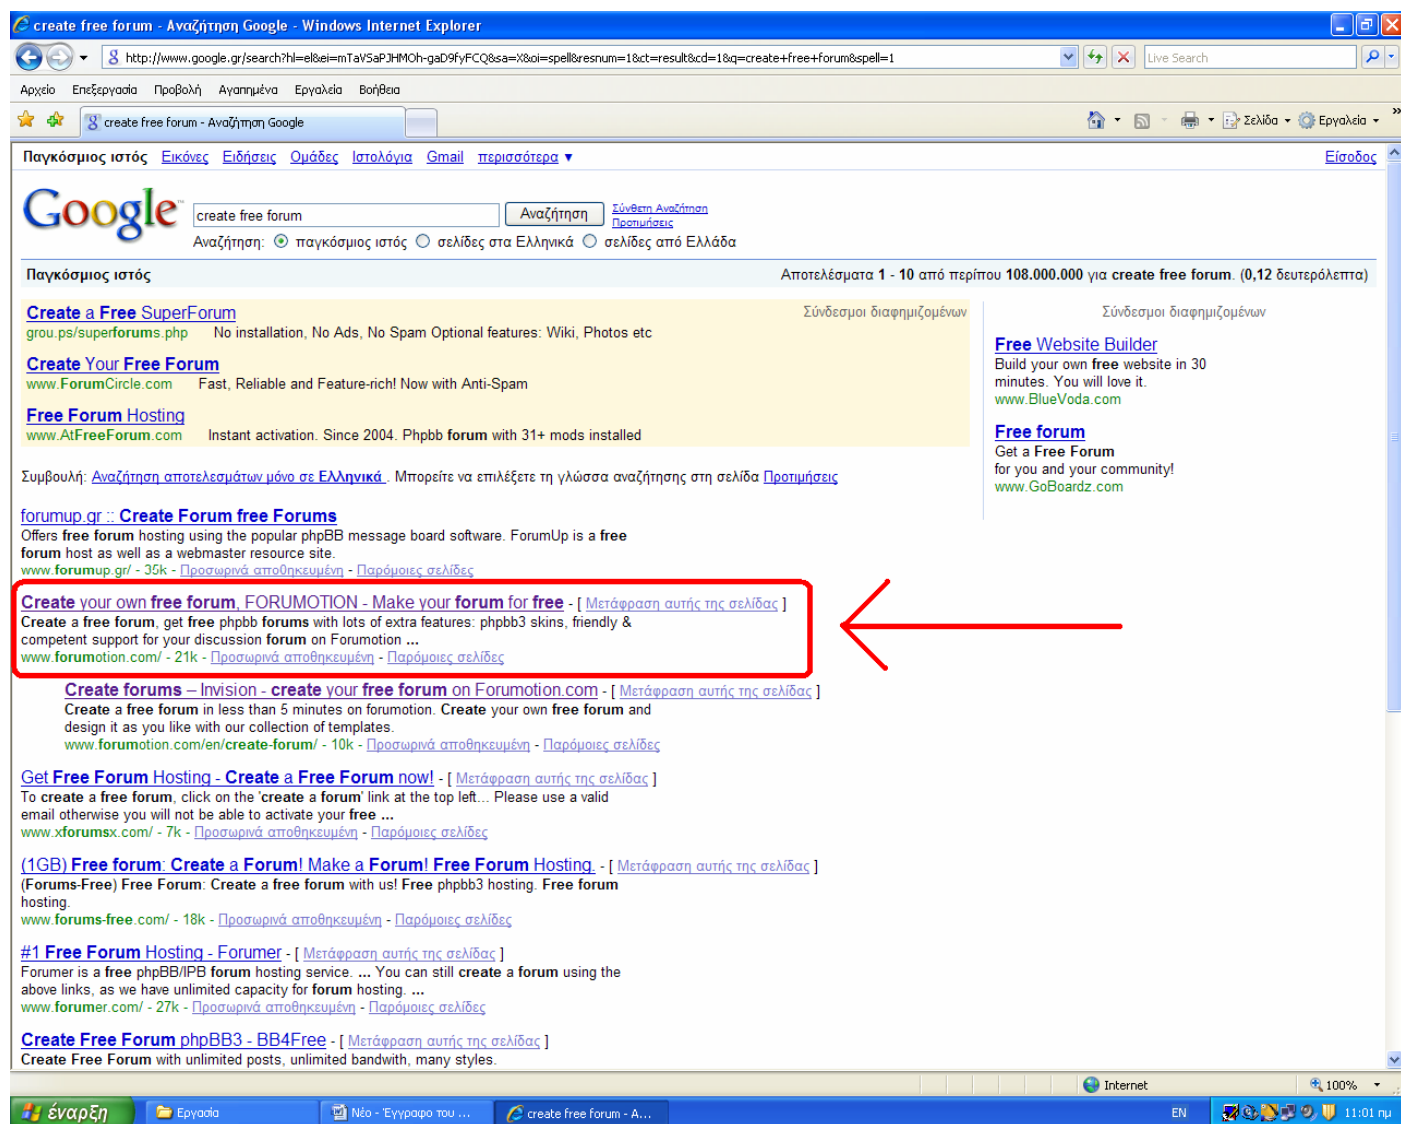 create free forum - Αναζήτηση Google - Windows Internet Explorer
http://www.google.gr/search?hl=el&ei=mTaVSaPJHMOh-gaD9fyFCQ&sa=X&oi=spell&resnum=1&ct=result&cd=1&q=create+free+forum&spell=1
Live Search
Αρχείο Επεξεργασία Προβολή Αγαπημένα Εργαλεία Βοήθεια
create free forum - Αναζήτηση Google
Σελίδα Εργαλεία
Παγκόσμιος ιστός Εικόνες Ειδήσεις Ομάδες Ιστολόγια Gmail περισσότερα ▼ Είσοδος
Google™ create free forum Αναζήτηση Σύνθετη Αναζήτηση
Προτιμήσεις
Αναζήτηση: παγκόσμιος ιστός σελίδες στα Ελληνικά σελίδες από Ελλάδα
Παγκόσμιος ιστός Αποτελέσματα 1 - 10 από περίπου 108.000.000 για create free forum. (0,12 δευτερόλεπτα)
Create a Free SuperForum Σύνδεσμοι διαφημιζομένων
grou.ps/superforums.php No installation, No Ads, No Spam Optional features: Wiki, Photos etc
Create Your Free Forum
www.ForumCircle.com Fast, Reliable and Feature-rich! Now with Anti-Spam
Free Forum Hosting
www.AtFreeForum.com Instant activation. Since 2004. Phpbb forum with 31+ mods installed
Σύνδεσμοι διαφημιζομένων
Free Website Builder
Build your own free website in 30
minutes. You will love it.
www.BlueVoda.com
Free forum
Get a Free Forum
for you and your community!
www.GoBoardz.com
Συμβουλή: Αναζήτηση αποτελεσμάτων μόνο σε Ελληνικά . Μπορείτε να επιλέξετε τη γλώσσα αναζήτησης στη σελίδα Προτιμήσεις
forumup.gr :: Create Forum free Forums
Offers free forum hosting using the popular phpBB message board software. ForumUp is a free
forum host as well as a webmaster resource site.
www.forumup.gr/ - 35k - Προσωρινά αποθηκευμένη - Παρόμοιες σελίδες
Create your own free forum, FORUMOTION - Make your forum for free - [ Μετάφραση αυτής της σελίδας ]
Create a free forum, get free phpbb forums with lots of extra features: phpbb3 skins, friendly &
competent support for your discussion forum on Forumotion ...
www.forumotion.com/ - 21k - Προσωρινά αποθηκευμένη - Παρόμοιες σελίδες
Create forums – Invision - create your free forum on Forumotion.com - [ Μετάφραση αυτής της σελίδας ]
Create a free forum in less than 5 minutes on forumotion. Create your own free forum and
design it as you like with our collection of templates.
www.forumotion.com/en/create-forum/ - 10k - Προσωρινά αποθηκευμένη - Παρόμοιες σελίδες
Get Free Forum Hosting - Create a Free Forum now! - [ Μετάφραση αυτής της σελίδας ]
To create a free forum, click on the 'create a forum' link at the top left... Please use a valid
email otherwise you will not be able to activate your free ...
www.xforumsx.com/ - 7k - Προσωρινά αποθηκευμένη - Παρόμοιες σελίδες
(1GB) Free forum: Create a Forum! Make a Forum! Free Forum Hosting. - [ Μετάφραση αυτής της σελίδας ]
(Forums-Free) Free Forum: Create a free forum with us! Free phpbb3 hosting. Free forum
hosting.
www.forums-free.com/ - 18k - Προσωρινά αποθηκευμένη - Παρόμοιες σελίδες
#1 Free Forum Hosting - Forumer - [ Μετάφραση αυτής της σελίδας ]
Forumer is a free phpBB/IPB forum hosting service. ... You can still create a forum using the
above links, as we have unlimited capacity for forum hosting. ...
www.forumer.com/ - 27k - Προσωρινά αποθηκευμένη - Παρόμοιες σελίδες
Create Free Forum phpBB3 - BB4Free - [ Μετάφραση αυτής της σελίδας ]
Create Free Forum with unlimited posts, unlimited bandwith, many styles.
Internet 100%
έναρξη Εργασία Νέο - Έγγραφο του ... create free forum - Α... EN 11:01 πμ